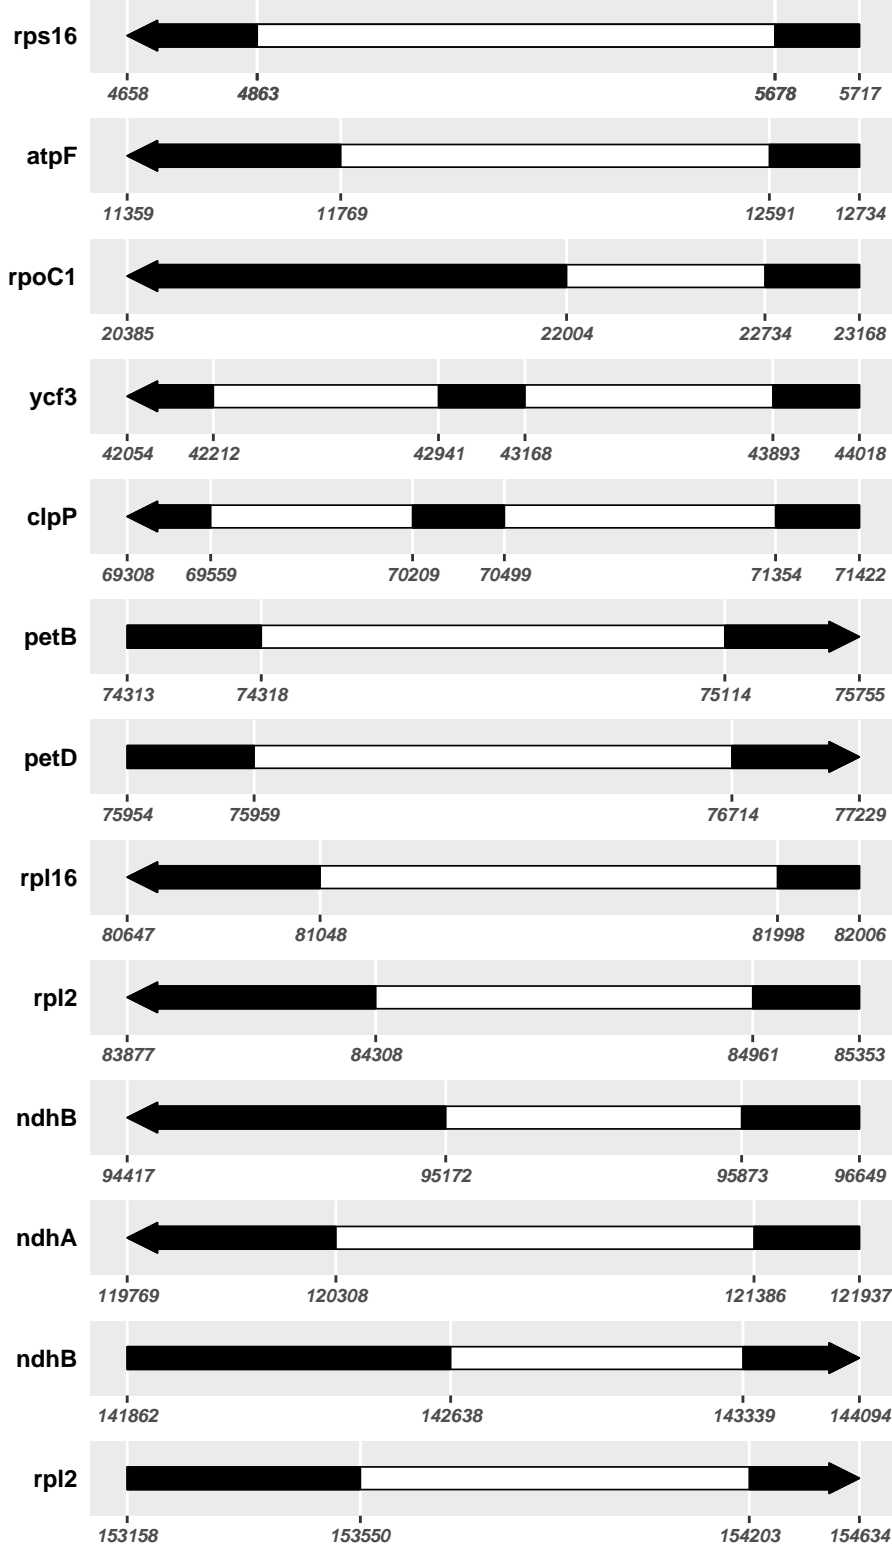 rps16
4658 4863 5678 5717
atpF
11359 11769 12591 12734
rpoC1
20385 22004 22734 23168
ycf3
42054 42212 42941 43168 43893 44018
clpP
69308 69559 70209 70499 71354 71422
petB
74313 74318 75114 75755
petD
75954 75959 76714 77229
rpl16
80647 81048 81998 82006
rpl2
83877 84308 84961 85353
ndhB
94417 95172 95873 96649
ndhA
119769 120308 121386 121937
ndhB
141862 142638 143339 144094
rpl2
153158 153550 154203 154634